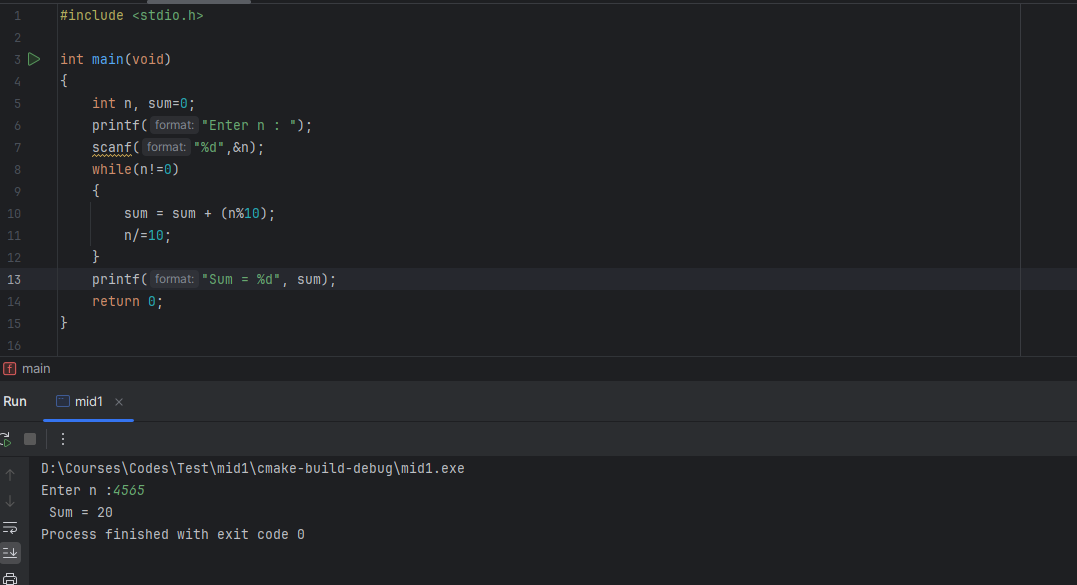 1 #include <stdio.h>
2
3 int main(void)
4 {
5 int n, sum=0;
6 printf( format: "Enter n : ");
7 scanf( format: "%d",&n);
8 while(n!=0)
9 {
10 sum = sum + (n%10);
11 n/=10;
12 }
13 printf( format: "Sum = %d", sum);
14 return 0;
15 }
16
f main
Run mid1 ×
D:\Courses\Codes\Test\mid1\cmake-build-debug\mid1.exe
Enter n :4565
Sum = 20
Process finished with exit code 0